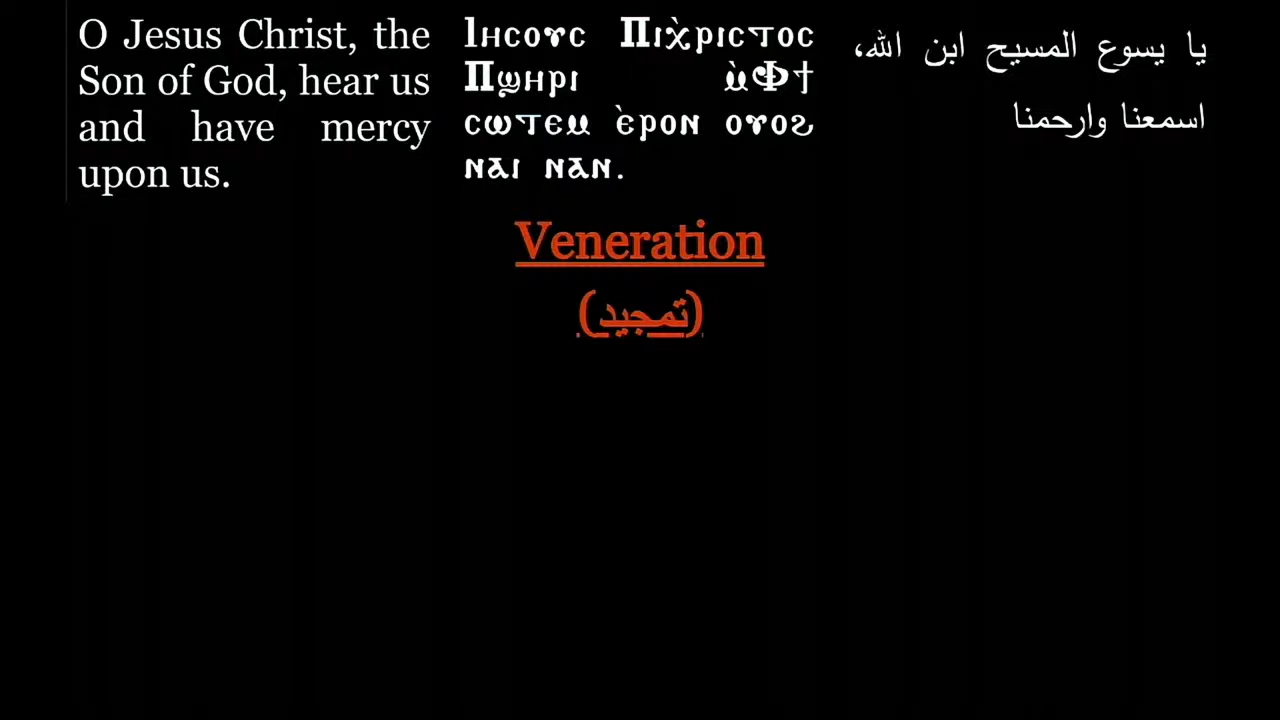 O Jesus Christ, the
Son of God, hear us
and have mercy
upon us.
Ⲓⲏⲥⲟⲩⲥ Ⲡⲓⲭ̀ⲣⲓⲥⲧⲟⲥ
Ⲡϣⲏⲣⲓ ⲙ̀Ⲫϯ
ⲥⲱⲧⲉⲙ ⲉ̀ⲣⲟⲛ ⲟⲩⲟϩ
ⲛⲁⲓ ⲛⲁⲛ.
يا يسوع المسيح ابن الله،
اسمعنا وارحمنا
Veneration
(تمجيد)